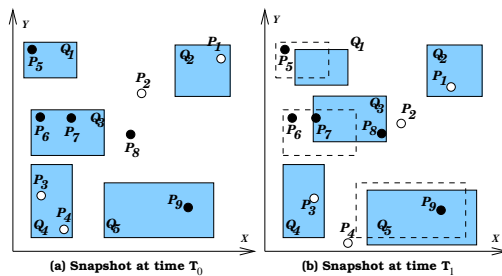 Y
Q1
P5
Q2
P1
P2
P6
P7
Q3
P8
P3
Q4
P4
Q5
P9
X
(a) Snapshot at time T0
Y
Q1
P5
Q2
P1
P6
P7
Q3
P8
P2
Q4
P3
P4
Q5
P9
X
(b) Snapshot at time T1